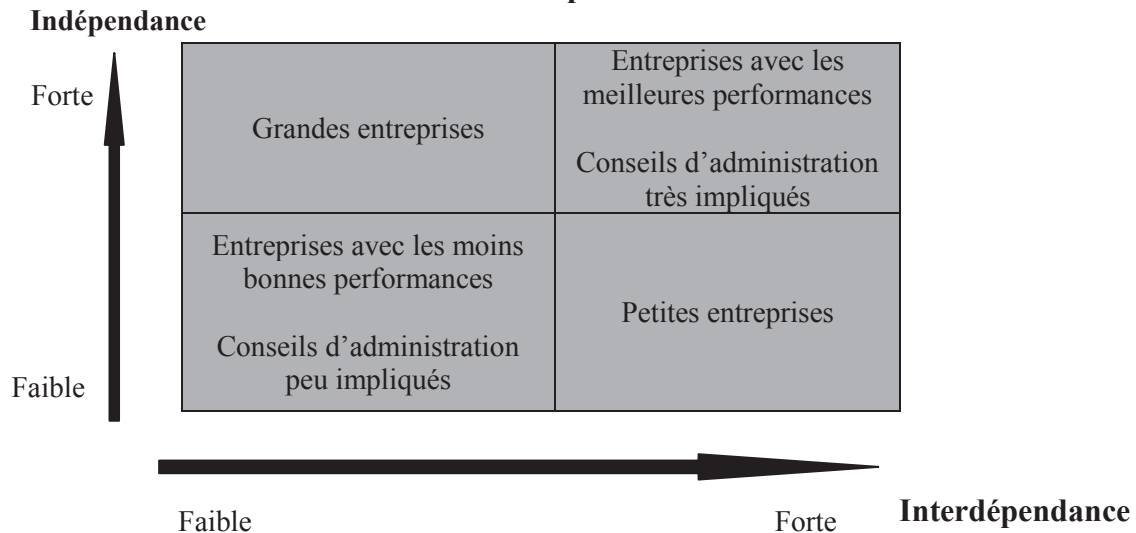 Indépendance
Forte
Grandes entreprises
Entreprises avec les
meilleures performances
Conseils d’administration
très impliqués
Entreprises avec les moins
bonnes performances
Conseils d’administration
peu impliqués
Petites entreprises
Faible
Faible
Forte
Interdépendance